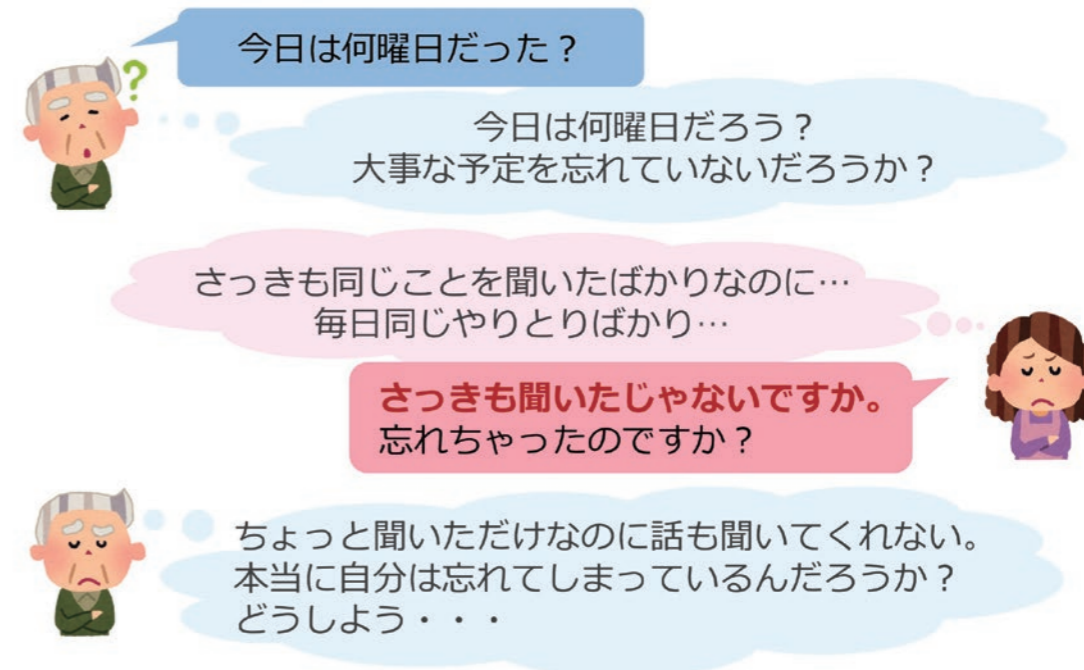 今日は何曜日だった？
?
今日は何曜日だろう？
大事な予定を忘れていないだろうか？
さっきも同じことを聞いたばかりなのに…
毎日同じやりとりばかり…
さっきも聞いたじゃないですか。
忘れちゃったのですか？
ちょっと聞いただけなのに話も聞いてくれない。
本当に自分は忘れてしまっているんだろうか？
どうしよう・・・